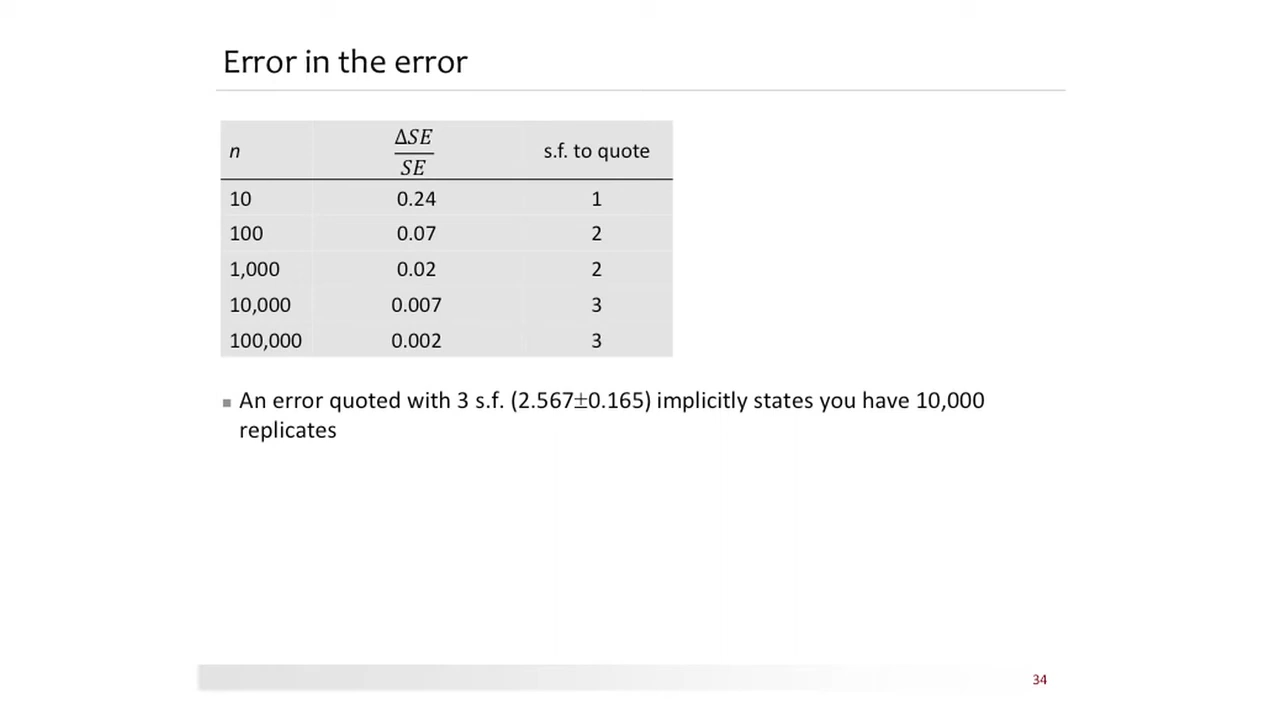 Error in the error
n ΔSE/SE s.f. to quote
10 0.24 1
100 0.07 2
1,000 0.02 2
10,000 0.007 3
100,000 0.002 3
▪ An error quoted with 3 s.f. (2.567±0.165) implicitly states you have 10,000
replicates
34